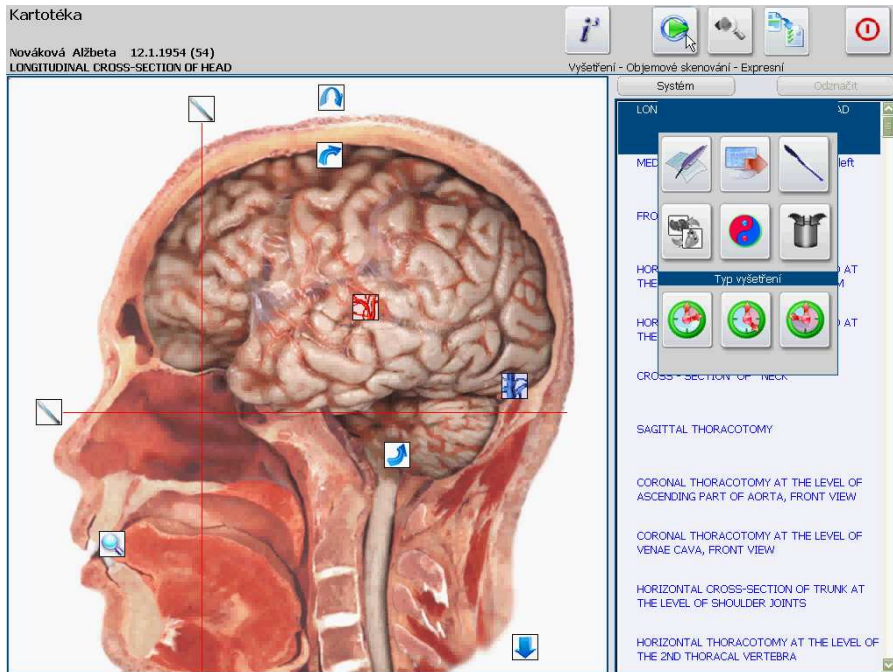 Kartotéka
Nováková Alžbeta 12.1.1954 (54)
LONGITUDINAL CROSS-SECTION OF HEAD
i³
Vyšetření - Objemové skenování - Expresní
Systém
Odznačit
LON
AD
MED
left
FRO
HOR
D AT
THE
M
HOR
D AT
THE
Typ vyšetření
CROSS - SECTION OF NECK
SAGITTAL THORACOTOMY
CORONAL THORACOTOMY AT THE LEVEL OF
ASCENDING PART OF AORTA, FRONT VIEW
CORONAL THORACOTOMY AT THE LEVEL OF
VENAE CAVA, FRONT VIEW
HORIZONTAL CROSS-SECTION OF TRUNK AT
THE LEVEL OF SHOULDER JOINTS
HORIZONTAL THORACOTOMY AT THE LEVEL OF
THE 2ND THORACAL VERTEBRA